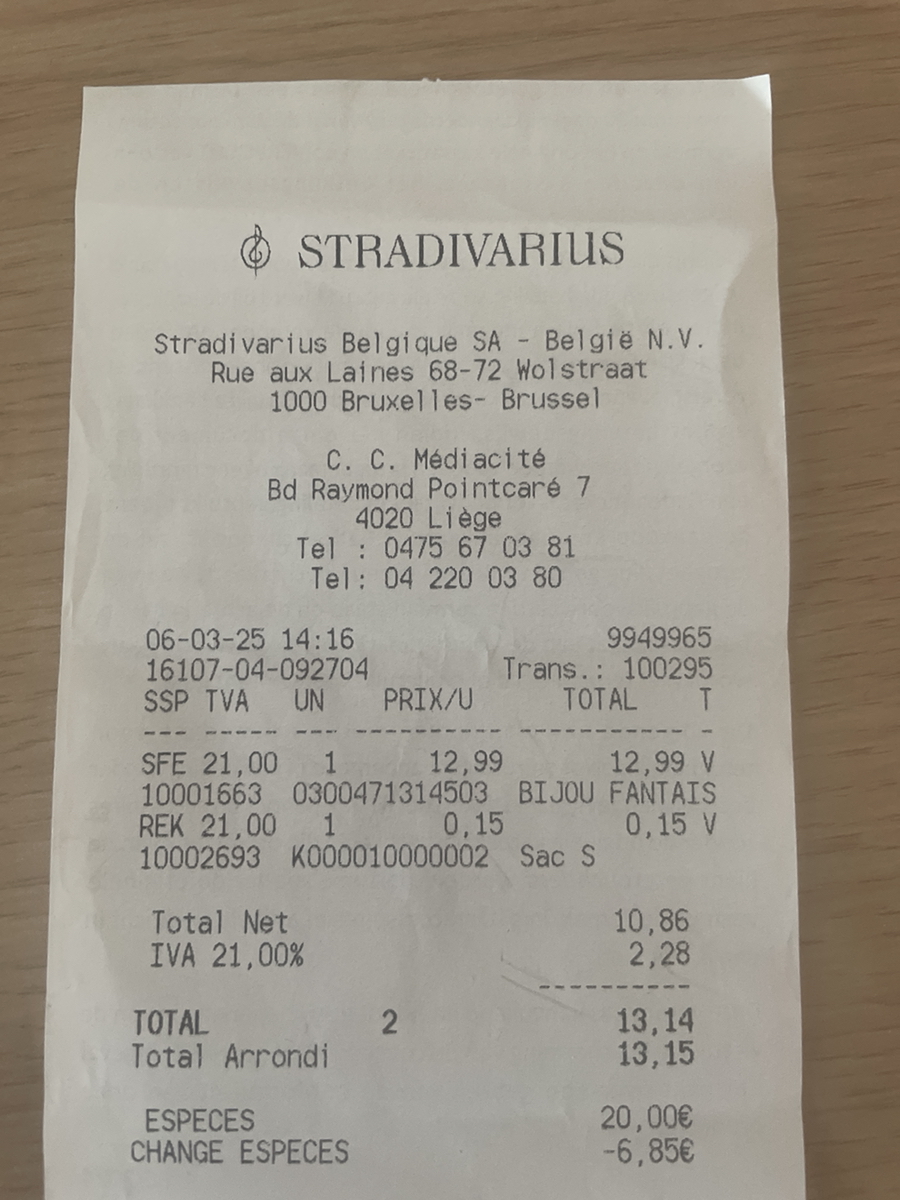 STRADIVARIUS
Stradivarius Belgique SA - België N.V.
Rue aux Laines 68-72 Wolstraat
1000 Bruxelles- Brussel
C. C. Médiacité
Bd Raymond Pointcaré 7
4020 Liège
Tel : 0475 67 03 81
Tel: 04 220 03 80
06-03-25 14:16 9949965
16107-04-092704 Trans.: 100295
SSP TVA UN PRIX/U TOTAL T
--- ----- --- ---------- ----------- -
SFE 21,00 1 12,99 12,99 V
10001663 0300471314503 BIJOU FANTAIS
REK 21,00 1 0,15 0,15 V
10002693 K000010000002 Sac S
Total Net 10,86
IVA 21,00% 2,28
----------
TOTAL 2 13,14
Total Arrondi 13,15
ESPECES 20,00€
CHANGE ESPECES -6,85€